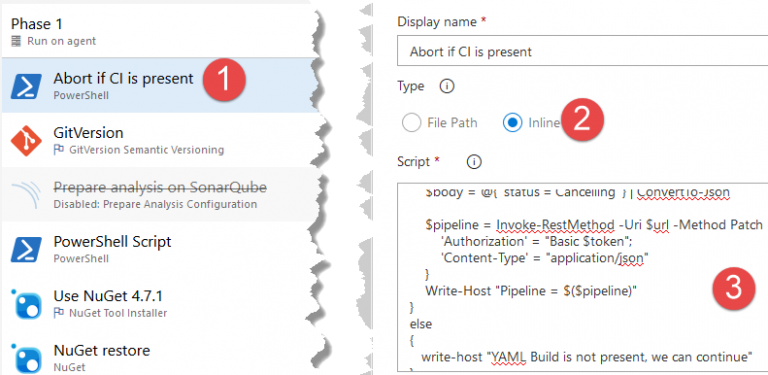 Phase 1
Run on agent
Abort if CI is present
PowerShell
1
GitVersion
GitVersion Semantic Versioning
Prepare analysis on SonarQube
Disabled: Prepare Analysis Configuration
PowerShell Script
PowerShell
Use NuGet 4.7.1
NuGet Tool Installer
NuGet restore
NuGet
Display name *
Abort if CI is present
Type
File Path
Inline
2
Script *
$body = @{ status = Cancelling } | ConvertTo-Json
$pipeline = Invoke-RestMethod -Uri $url -Method Patch
'Authorization' = "Basic $token";
'Content-Type' = "application/json"
}
Write-Host "Pipeline = $($pipeline)"
3
}
else
{
write-host "YAML Build is not present, we can continue"